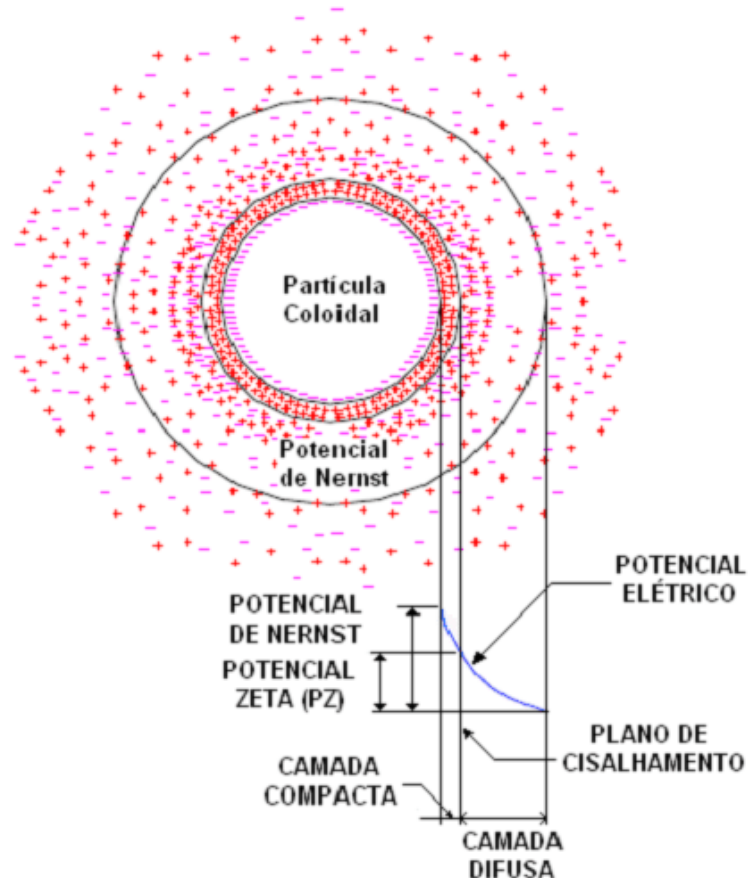 Partícula
Coloidal
Potencial
de Nernst
POTENCIAL
ELÉTRICO
POTENCIAL
DE NERNST
POTENCIAL
ZETA (PZ)
PLANO DE
CISALHAMENTO
CAMADA
COMPACTA
CAMADA
DIFUSA